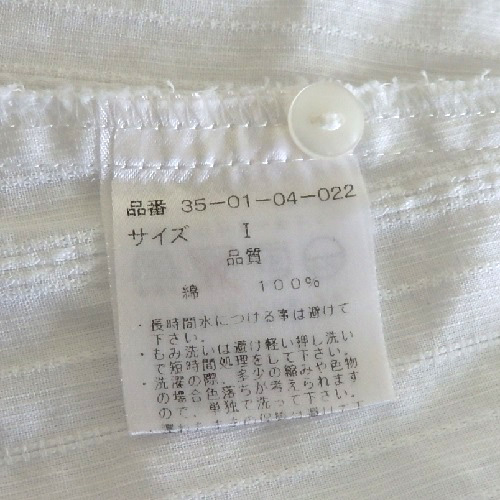 品番 35-01-04-022
サイズ I
品質
綿 100%
・長時間水につける事は避けて
下さい。
・もみ洗いは避け軽い押し洗い
で短時間処理をして下さい。
・洗濯の際、多少の縮みや色物
の場合色落ちが考えられます
ので、単独で洗って下さい。